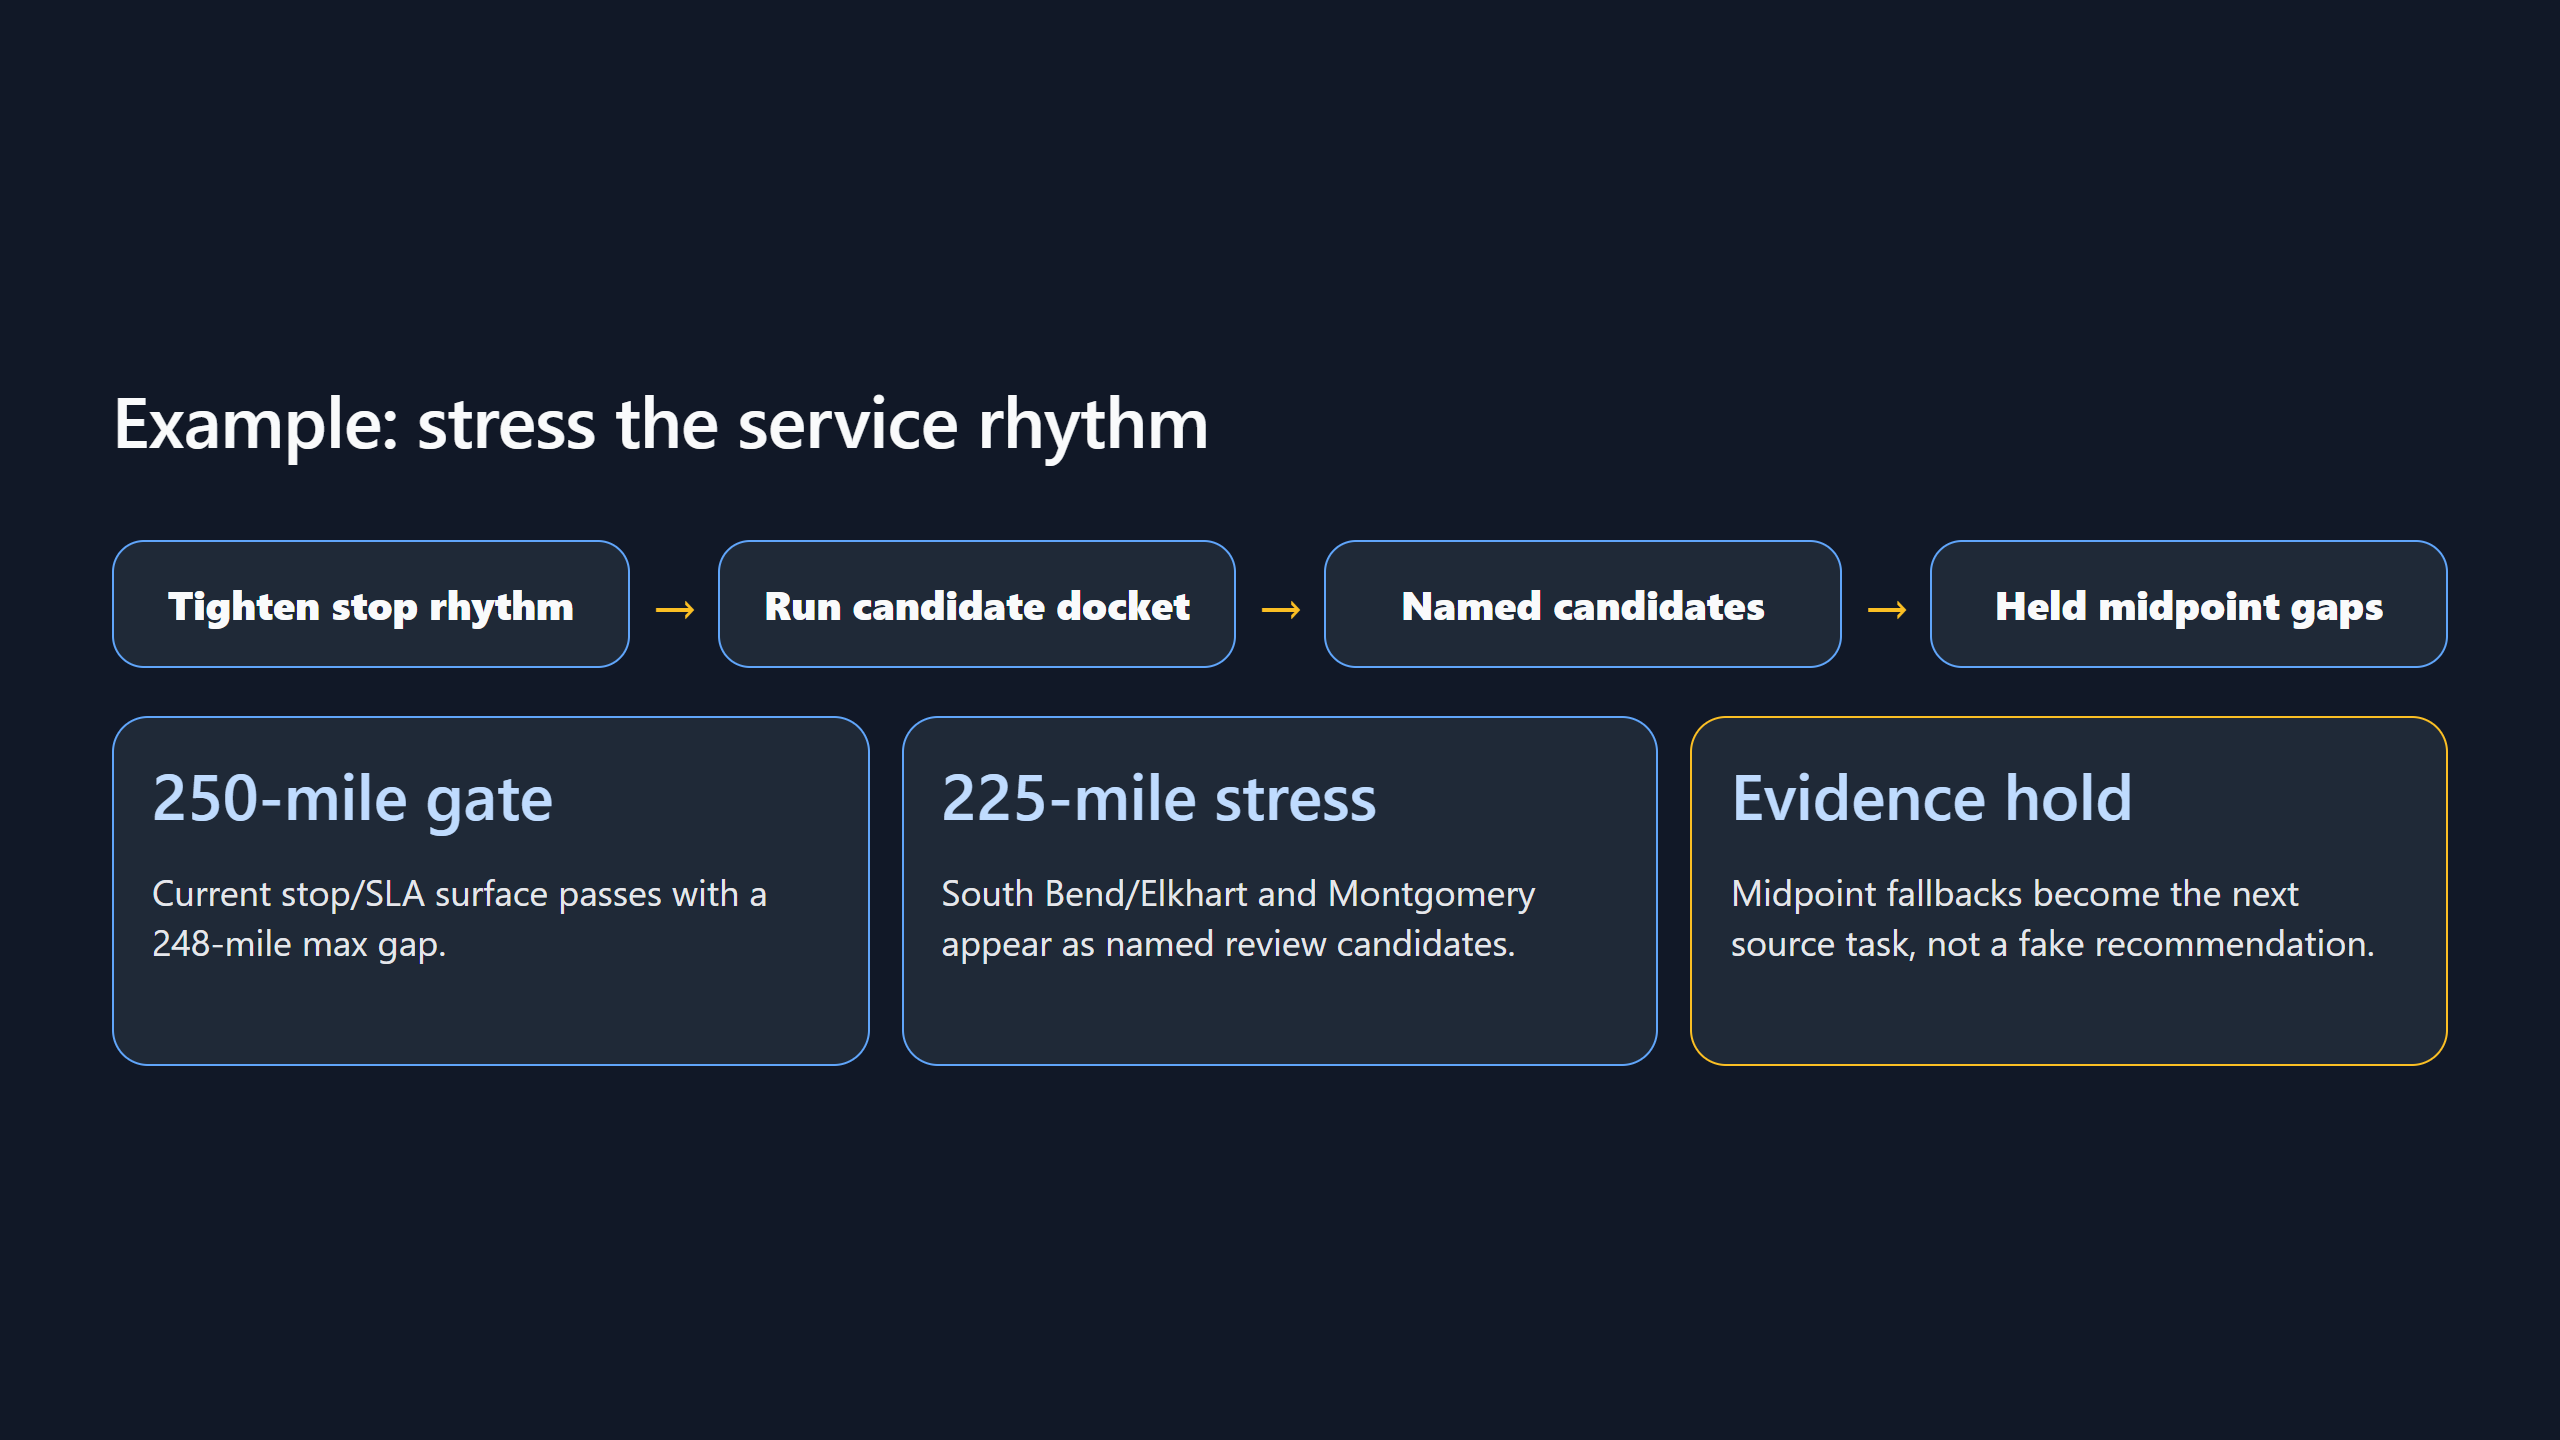 Example: stress the service rhythm
Tighten stop rhythm → Run candidate docket → Named candidates → Held midpoint gaps
250-mile gate
Current stop/SLA surface passes with a
248-mile max gap.
225-mile stress
South Bend/Elkhart and Montgomery
appear as named review candidates.
Evidence hold
Midpoint fallbacks become the next
source task, not a fake recommendation.